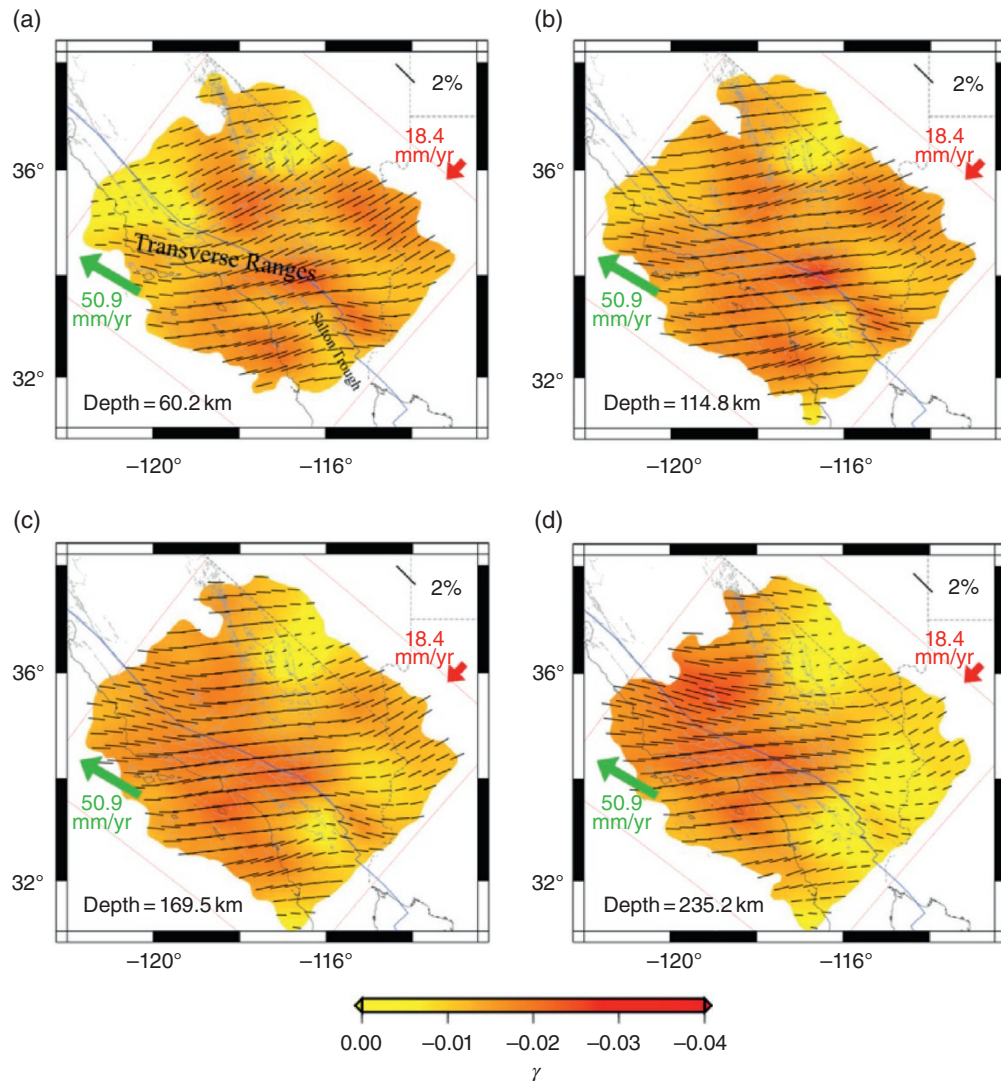 (a)
2%
18.4
mm/yr
36°
Transverse Ranges
50.9
mm/yr
Salton Trough
32°
Depth = 60.2 km
−120°
−116°
(b)
2%
18.4
mm/yr
36°
50.9
mm/yr
32°
Depth = 114.8 km
−120°
−116°
(c)
2%
18.4
mm/yr
36°
50.9
mm/yr
32°
Depth = 169.5 km
−120°
−116°
(d)
2%
18.4
mm/yr
36°
50.9
mm/yr
32°
Depth = 235.2 km
−120°
−116°
0.00 −0.01 −0.02 −0.03 −0.04
γ